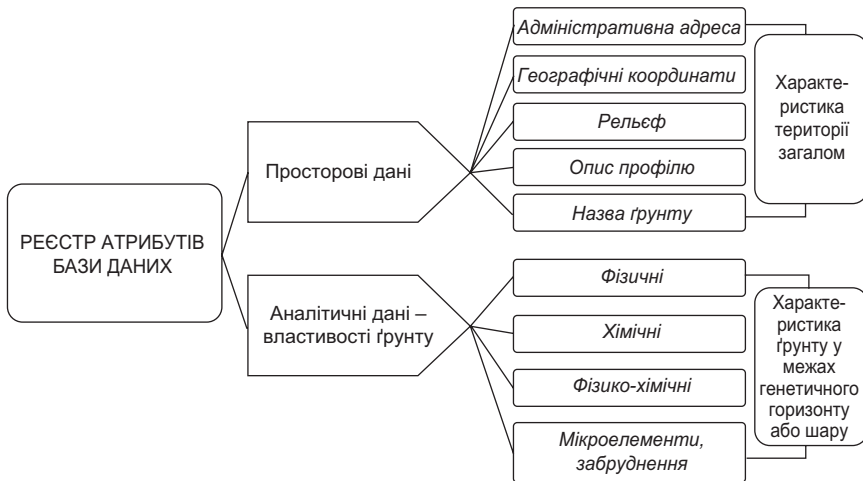 РЕЄСТР АТРИБУТІВ
БАЗИ ДАНИХ
Просторові дані
Адміністративна адреса
Географічні координати
Рельєф
Опис профілю
Назва ґрунту
Характе-
ристика
території
загалом
Аналітичні дані –
властивості ґрунту
Фізичні
Хімічні
Фізико-хімічні
Мікроелементи,
забруднення
Характе-
ристика
ґрунту у
межах
генетичного
горизонту
або шару